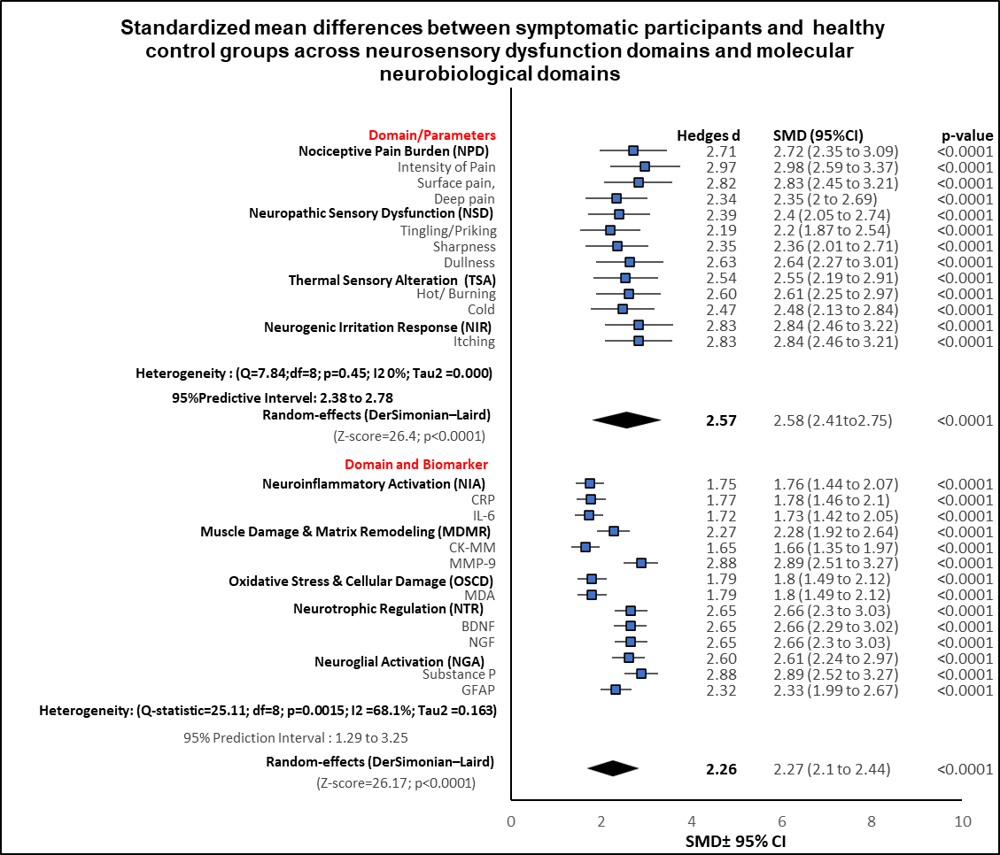 Standardized mean differences between symptomatic participants and healthy
control groups across neurosensory dysfunction domains and molecular
neurobiological domains
Domain/Parameters Hedges d SMD (95%CI) p-value
Nociceptive Pain Burden (NPD) 2.71 2.72 (2.35 to 3.09) <0.0001
Intensity of Pain 2.97 2.98 (2.59 to 3.37) <0.0001
Surface pain, 2.82 2.83 (2.45 to 3.21) <0.0001
Deep pain 2.34 2.35 (2 to 2.69) <0.0001
Neuropathic Sensory Dysfunction (NSD) 2.39 2.4 (2.05 to 2.74) <0.0001
Tingling/Priking 2.19 2.2 (1.87 to 2.54) <0.0001
Sharpness 2.35 2.36 (2.01 to 2.71) <0.0001
Dullness 2.63 2.64 (2.27 to 3.01) <0.0001
Thermal Sensory Alteration (TSA) 2.54 2.55 (2.19 to 2.91) <0.0001
Hot/ Burning 2.60 2.61 (2.25 to 2.97) <0.0001
Cold 2.47 2.48 (2.13 to 2.84) <0.0001
Neurogenic Irritation Response (NIR) 2.83 2.84 (2.46 to 3.22) <0.0001
Itching 2.83 2.84 (2.46 to 3.21) <0.0001
Heterogeneity : (Q=7.84;df=8; p=0.45; I2 0%; Tau2 =0.000)
95%Predictive Interval: 2.38 to 2.78
Random-effects (DerSimonian–Laird) 2.57 2.58 (2.41to2.75) <0.0001
(Z-score=26.4; p<0.0001)
Domain and Biomarker
Neuroinflammatory Activation (NIA) 1.75 1.76 (1.44 to 2.07) <0.0001
CRP 1.77 1.78 (1.46 to 2.1) <0.0001
IL-6 1.72 1.73 (1.42 to 2.05) <0.0001
Muscle Damage & Matrix Remodeling (MDMR) 2.27 2.28 (1.92 to 2.64) <0.0001
CK-MM 1.65 1.66 (1.35 to 1.97) <0.0001
MMP-9 2.88 2.89 (2.51 to 3.27) <0.0001
Oxidative Stress & Cellular Damage (OSCD) 1.79 1.8 (1.49 to 2.12) <0.0001
MDA 1.79 1.8 (1.49 to 2.12) <0.0001
Neurotrophic Regulation (NTR) 2.65 2.66 (2.3 to 3.03) <0.0001
BDNF 2.65 2.66 (2.29 to 3.02) <0.0001
NGF 2.65 2.66 (2.3 to 3.03) <0.0001
Neuroglial Activation (NGA) 2.60 2.61 (2.24 to 2.97) <0.0001
Substance P 2.88 2.89 (2.52 to 3.27) <0.0001
GFAP 2.32 2.33 (1.99 to 2.67) <0.0001
Heterogeneity: (Q-statistic=25.11; df=8; p=0.0015; I2 =68.1%; Tau2 =0.163)
95% Prediction Interval : 1.29 to 3.25
Random-effects (DerSimonian–Laird) 2.26 2.27 (2.1 to 2.44) <0.0001
(Z-score=26.17; p<0.0001)
0 2 4 6 8 10
SMD± 95% CI